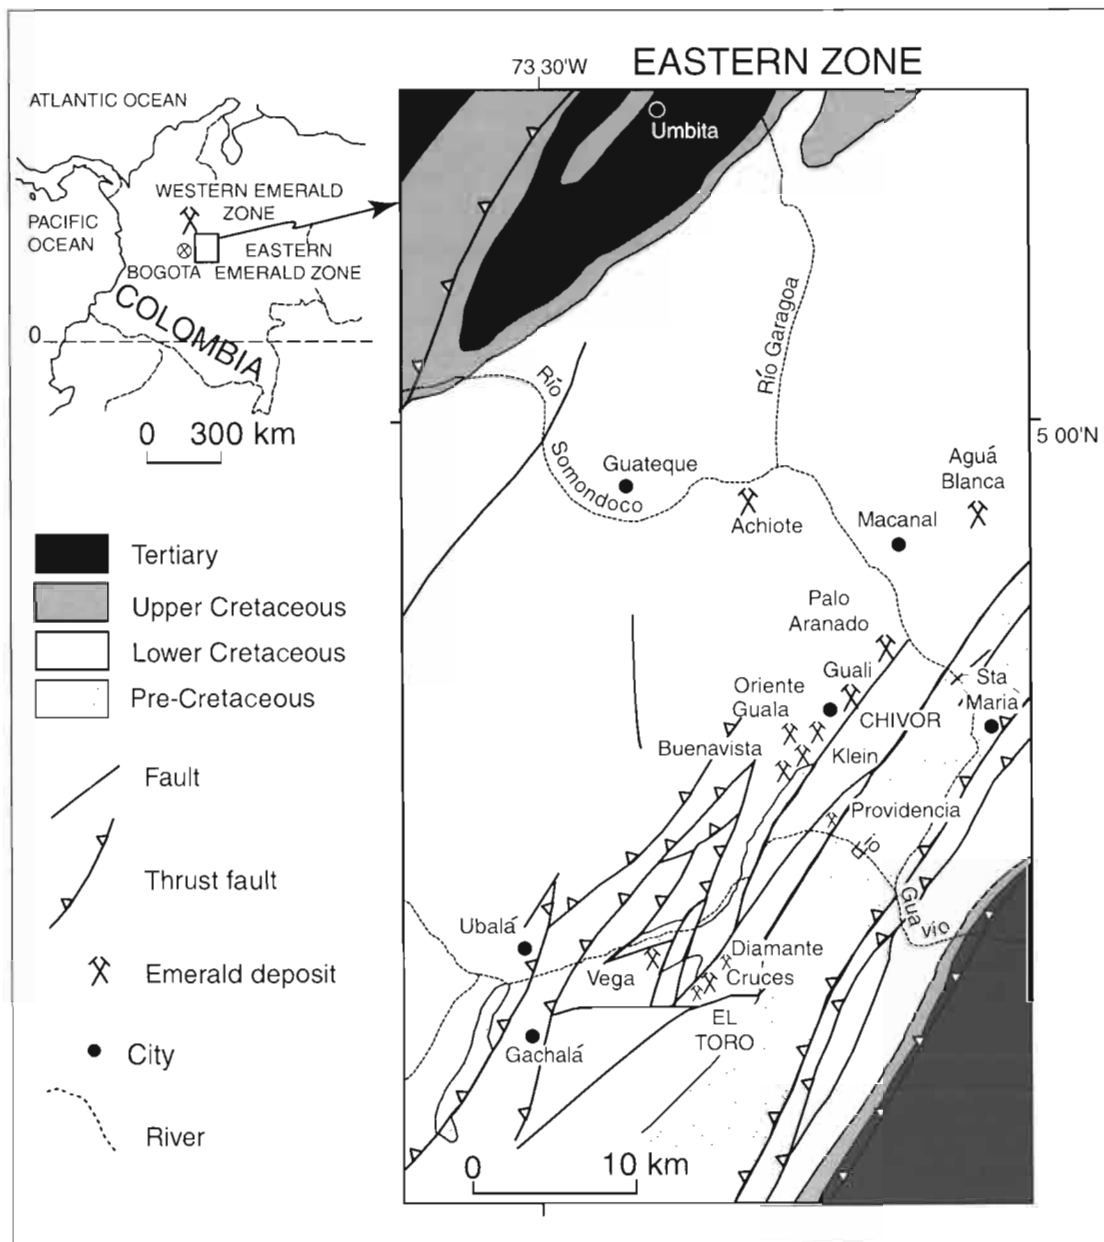 EASTERN ZONE
73 30'W
ATLANTIC OCEAN
WESTERN EMERALD
ZONE
PACIFIC
OCEAN
EASTERN
BOGOTA EMERALD ZONE
COLOMBIA
0
0 300 km
Tertiary
Upper Cretaceous
Lower Cretaceous
Pre-Cretaceous
Fault
Thrust fault
Emerald deposit
City
River
Umbita
Río Garagoa
Río
Somondoco
5 00'N
Guateque
Achiote
Aguá
Blanca
Macanal
Palo
Aranado
Guali
Oriente
Guala
Sta
Maria
CHIVOR
Buenavista
Klein
Providencia
Río
Gua
vío
Ubalá
Vega
Diamante
Cruces
EL
TORO
Gachalá
0 10 km